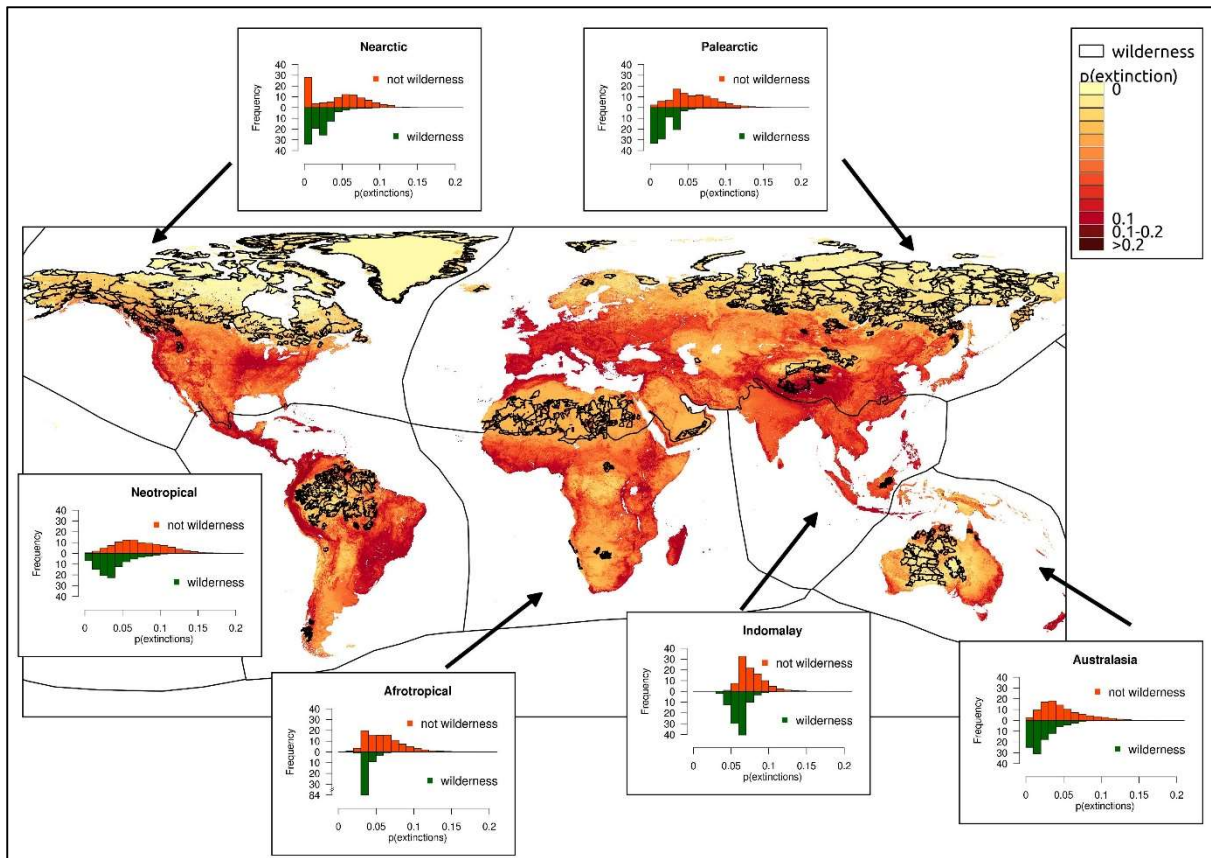 Nearctic
40
30
20
10
0
10
20
30
40
Frequency
not wilderness
wilderness
0 0.05 0.1 0.15 0.2
p(extinctions)
Palearctic
40
30
20
10
0
10
20
30
40
Frequency
not wilderness
wilderness
0 0.05 0.1 0.15 0.2
p(extinctions)
wilderness
p(extinction)
0
0.1
0.1-0.2
>0.2
Neotropical
40
30
20
10
0
10
20
30
40
Frequency
not wilderness
wilderness
0 0.05 0.1 0.15 0.2
p(extinctions)
Afrotropical
40
30
20
10
0
10
20
30
84
Frequency
not wilderness
wilderness
0 0.05 0.1 0.15 0.2
p(extinctions)
Indomalay
40
30
20
10
0
10
20
30
40
Frequency
not wilderness
wilderness
0 0.05 0.1 0.15 0.2
p(extinctions)
Australasia
40
30
20
10
0
10
20
30
40
Frequency
not wilderness
wilderness
0 0.05 0.1 0.15 0.2
p(extinctions)